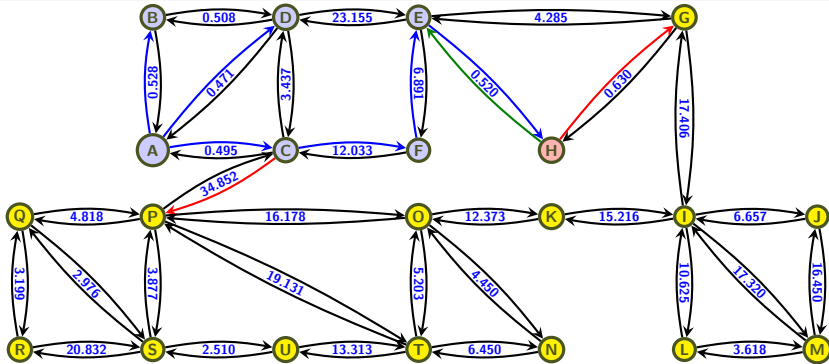 B 0.508 D 23.155 E 4.285 G
0.528 0.471 3.437 6.891 0.520 0.630 17.406
A 0.495 C 12.033 F H
34.852
Q 4.818 P 16.178 O 12.373 K 15.216 I 6.657 J
3.199 2.976 3.877 19.131 5.203 4.450 10.625 17.320 16.450
R 20.832 S 2.510 U 13.313 T 6.450 N L 3.618 M